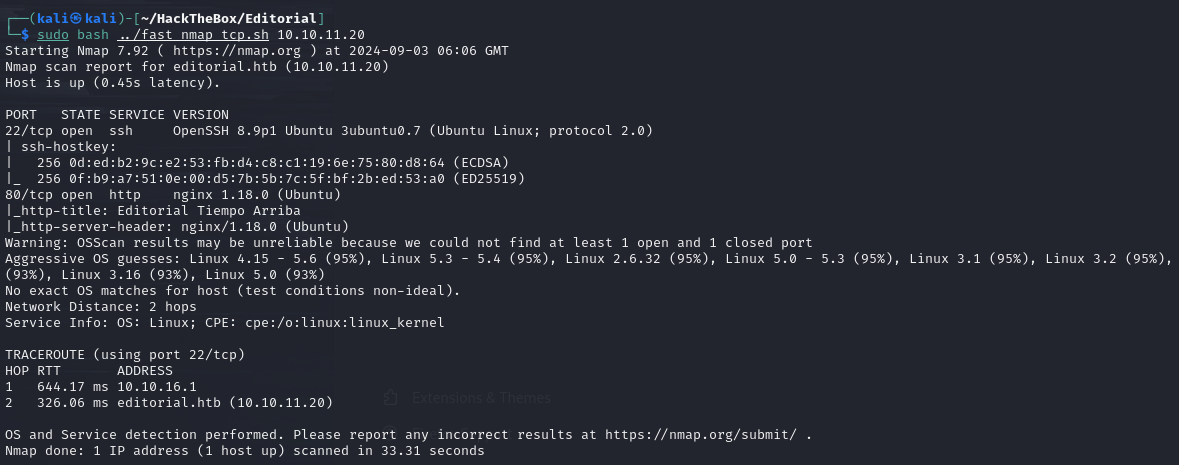 ┌──(kali㉿kali)-[~/HackTheBox/Editorial]
└─$ sudo bash ../fast_nmap_tcp.sh 10.10.11.20
Starting Nmap 7.92 ( https://nmap.org ) at 2024-09-03 06:06 GMT
Nmap scan report for editorial.htb (10.10.11.20)
Host is up (0.45s latency).

PORT   STATE SERVICE VERSION
22/tcp open  ssh     OpenSSH 8.9p1 Ubuntu 3ubuntu0.7 (Ubuntu Linux; protocol 2.0)
| ssh-hostkey:
|   256 0d:ed:b2:9c:e2:53:fb:d4:c8:c1:19:6e:75:80:d8:64 (ECDSA)
|_  256 0f:b9:a7:51:0e:00:d5:7b:5b:7c:5f:bf:2b:ed:53:a0 (ED25519)
80/tcp open  http    nginx 1.18.0 (Ubuntu)
|_http-title: Editorial Tiempo Arriba
|_http-server-header: nginx/1.18.0 (Ubuntu)
Warning: OSScan results may be unreliable because we could not find at least 1 open and 1 closed port
Aggressive OS guesses: Linux 4.15 - 5.6 (95%), Linux 5.3 - 5.4 (95%), Linux 2.6.32 (95%), Linux 5.0 - 5.3 (95%), Linux 3.1 (95%), Linux 3.2 (95%),
(93%), Linux 3.16 (93%), Linux 5.0 (93%)
No exact OS matches for host (test conditions non-ideal).
Network Distance: 2 hops
Service Info: OS: Linux; CPE: cpe:/o:linux:linux_kernel

TRACEROUTE (using port 22/tcp)
HOP RTT       ADDRESS
1   644.17 ms 10.10.16.1
Extensions & Themes
2   326.06 ms editorial.htb (10.10.11.20)

OS and Service detection performed. Please report any incorrect results at https://nmap.org/submit/ .
Nmap done: 1 IP address (1 host up) scanned in 33.31 seconds